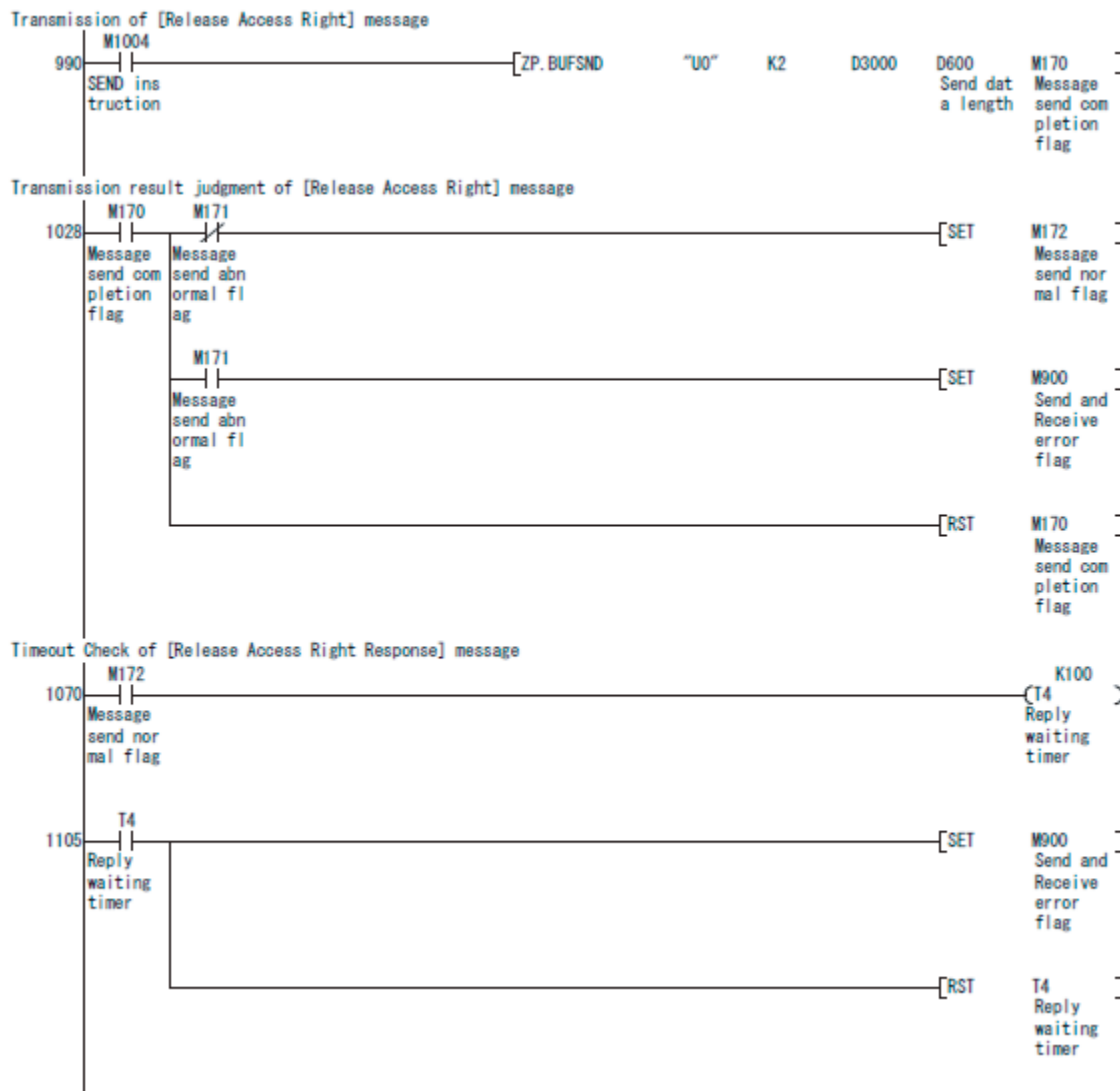 Transmission of [Release Access Right] message
M1004
990 [ZP.BUFSND "U0" K2 D3000 D600 M170 ]
SEND ins Send dat Message
truction a length send com
pletion
flag
Transmission result judgment of [Release Access Right] message
M170 M171
1028 [SET M172 ]
Message Message Message
send com send abn send nor
pletion ormal fl mal flag
flag ag
M171
[SET M900 ]
Message Send and
send abn Receive
ormal fl error
ag flag
[RST M170 ]
Message
send com
pletion
flag
Timeout Check of [Release Access Right Response] message
M172 K100
1070 (T4 )
Message Reply
send nor waiting
mal flag timer
T4
1105 [SET M900 ]
Reply Send and
waiting Receive
timer error
flag
[RST T4 ]
Reply
waiting
timer